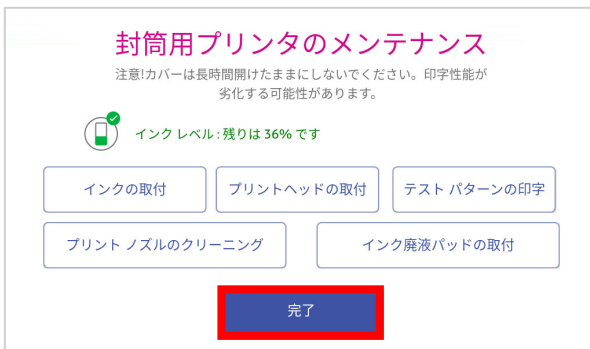 封筒用プリンタのメンテナンス
注意!カバーは長時間開けたままにしないでください。印字性能が
劣化する可能性があります。
インク レベル : 残りは 36% です
インクの取付
プリントヘッドの取付
テスト パターンの印字
プリント ノズルのクリーニング
インク廃液パッドの取付
完了